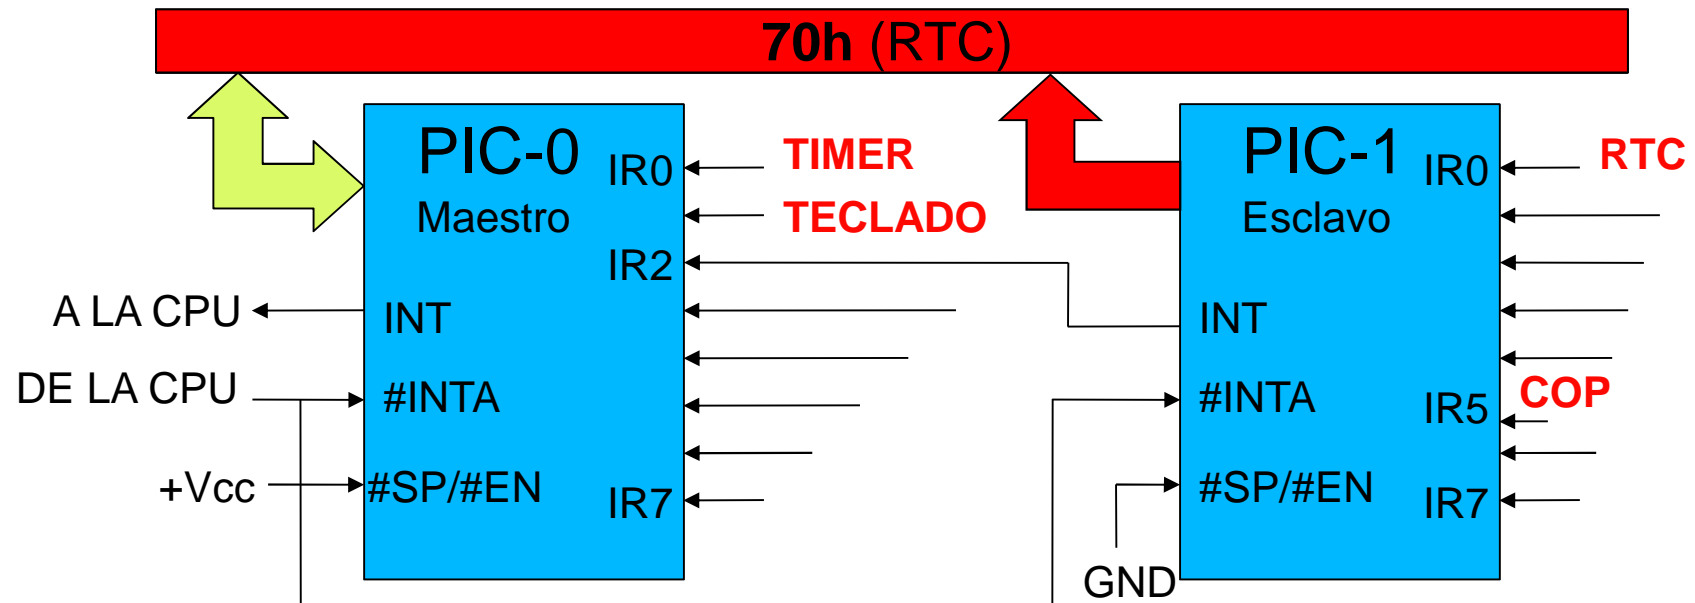 70h (RTC)
PIC-0
Maestro
IR0
TIMER
TECLADO
IR2
A LA CPU
INT
DE LA CPU
#INTA
+Vcc
#SP/#EN
IR7
PIC-1
Esclavo
IR0
RTC
INT
#INTA
COP
IR5
#SP/#EN
IR7
GND